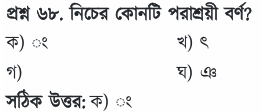 প্রশ্ন ৬৮. নিচের কোনটি পরাশ্রয়ী বর্ণ?
ক) ং খ) ৎ
গ) ঘ) ঞ
সঠিক উত্তর: ক) ং